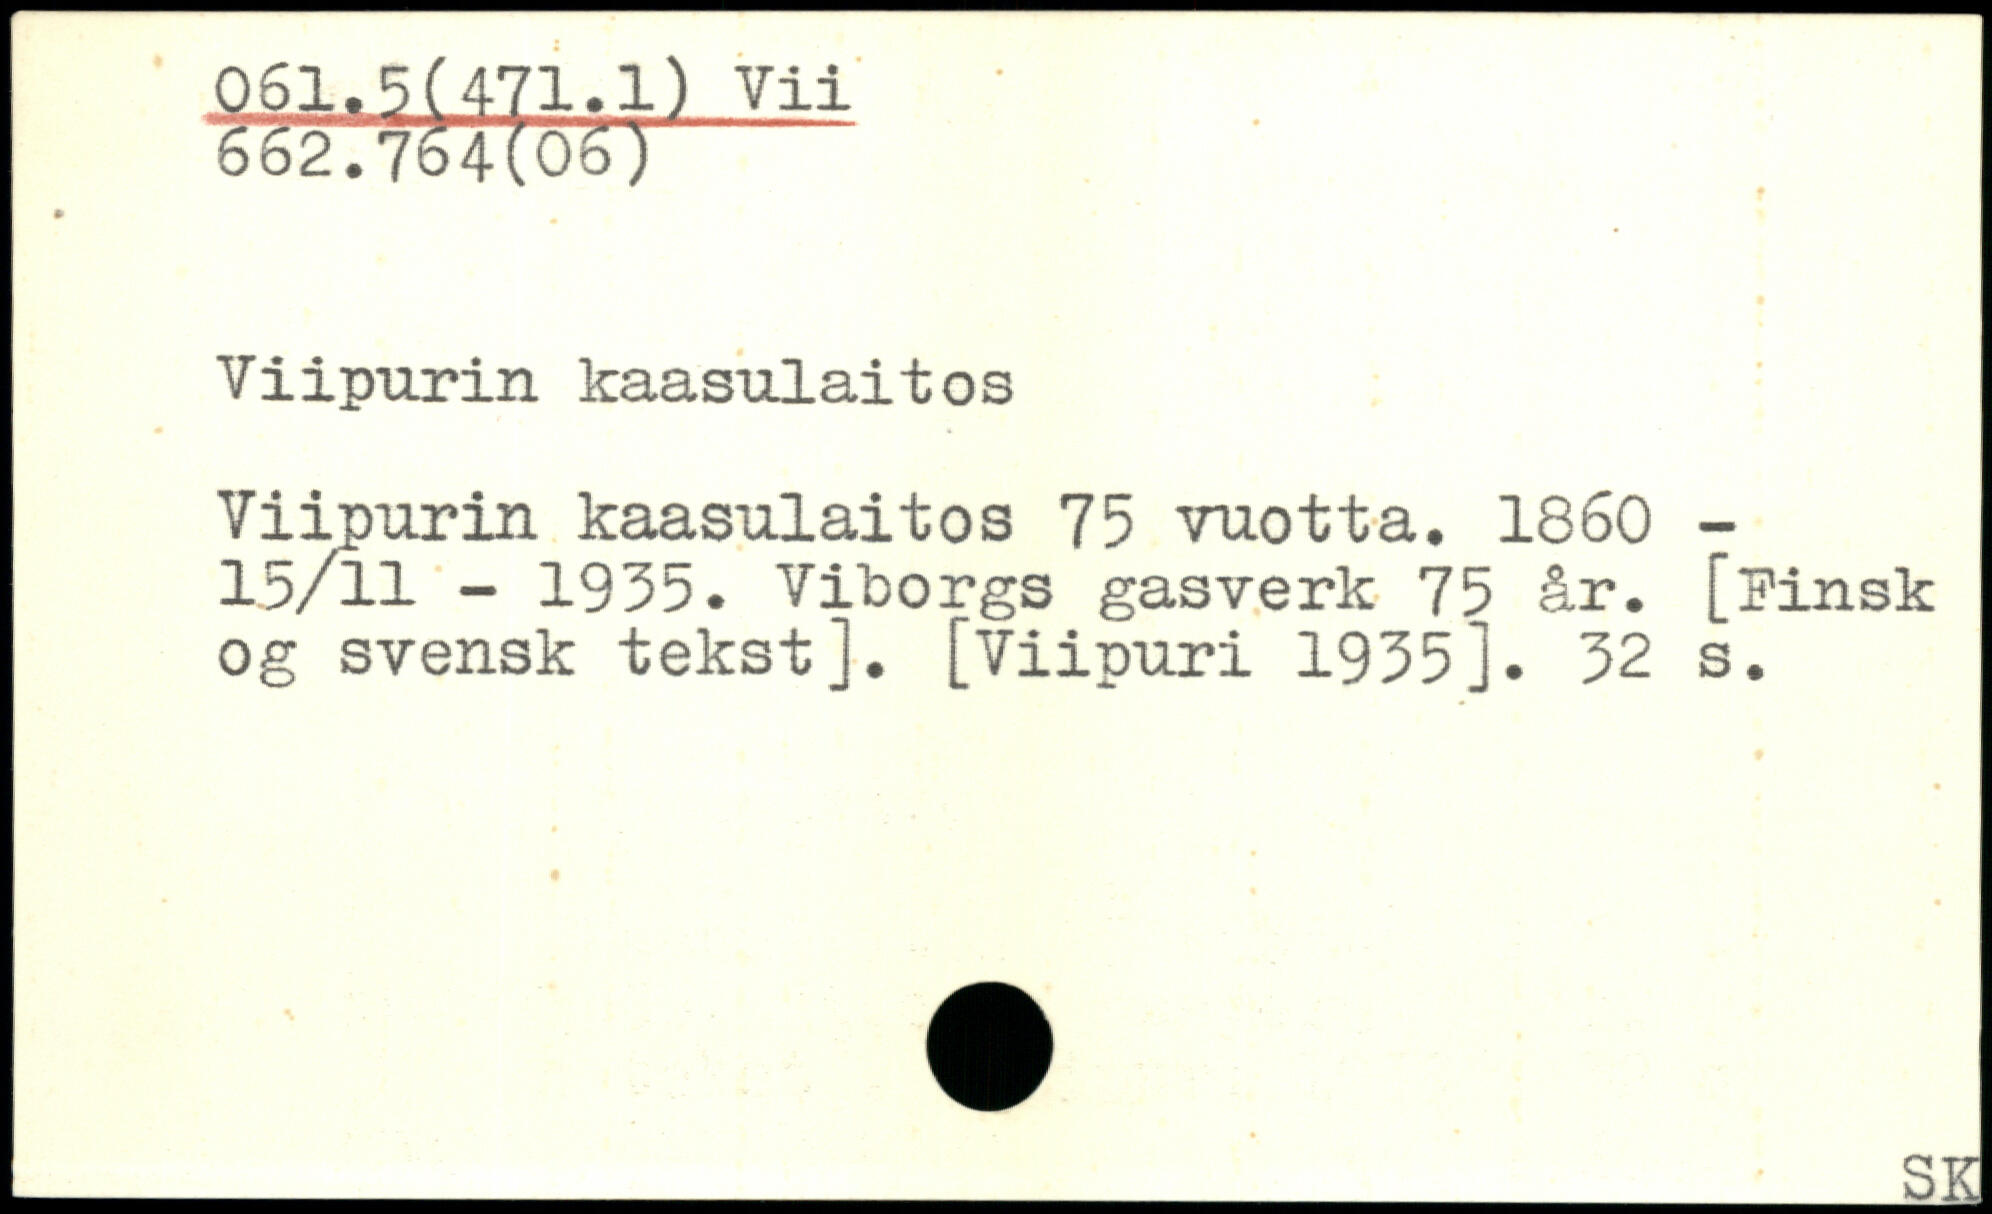 061.5(471.1) Vii
662.764(06)
Viipurin kaasulaitos
Viipurin kaasulaitos 75 vuotta. 1860 -
15/11 - 1935. Viborgs gasverk 75 år. [Finsk
og svensk tekst]. [Viipuri 1935]. 32 s.
SK